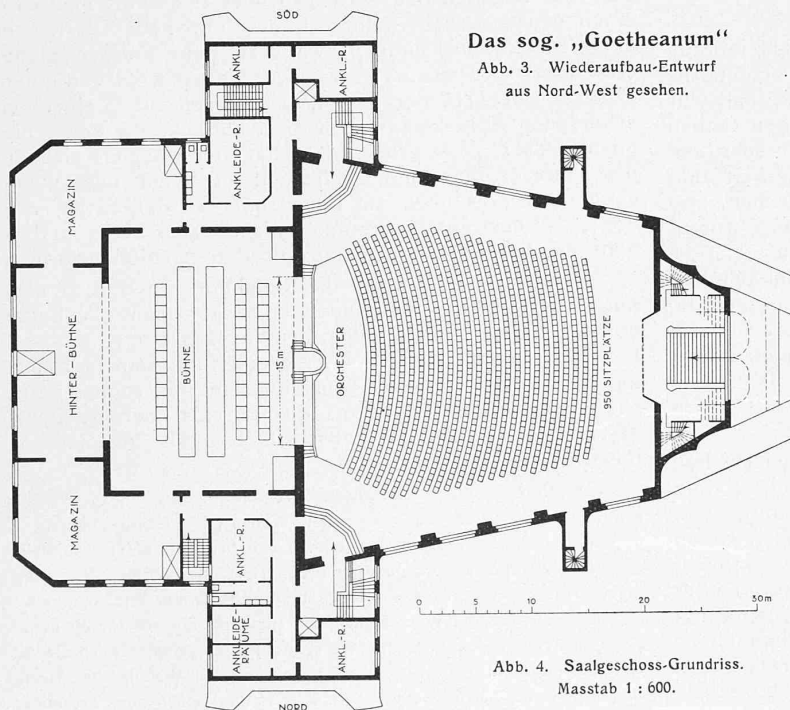 SÜD
Das sog. „Goetheanum“
Abb. 3. Wiederaufbau-Entwurf
aus Nord-West gesehen.
ANKL.
ANKL.-R.
ANKLEIDE-R.
MAGAZIN
HINTER-BÜHNE
BÜHNE
15m
ORCHESTER
950 SITZPLÄTZE
MAGAZIN
ANKL.-R.
ANKLEIDE-
RÄUME
ANKL.-R.
0 5 10 20 30m
Abb. 4. Saalgeschoss-Grundriss.
Masstab 1 : 600.
NORD